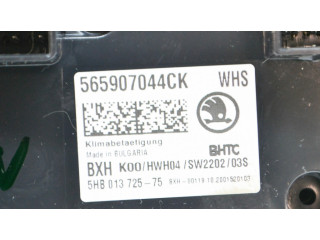 565907044CK WHS
Klimabetaetigung
Made in BULGARIA
BHTC
BXH K00/HWH04/SW2202/03S
5HB 013 725-75